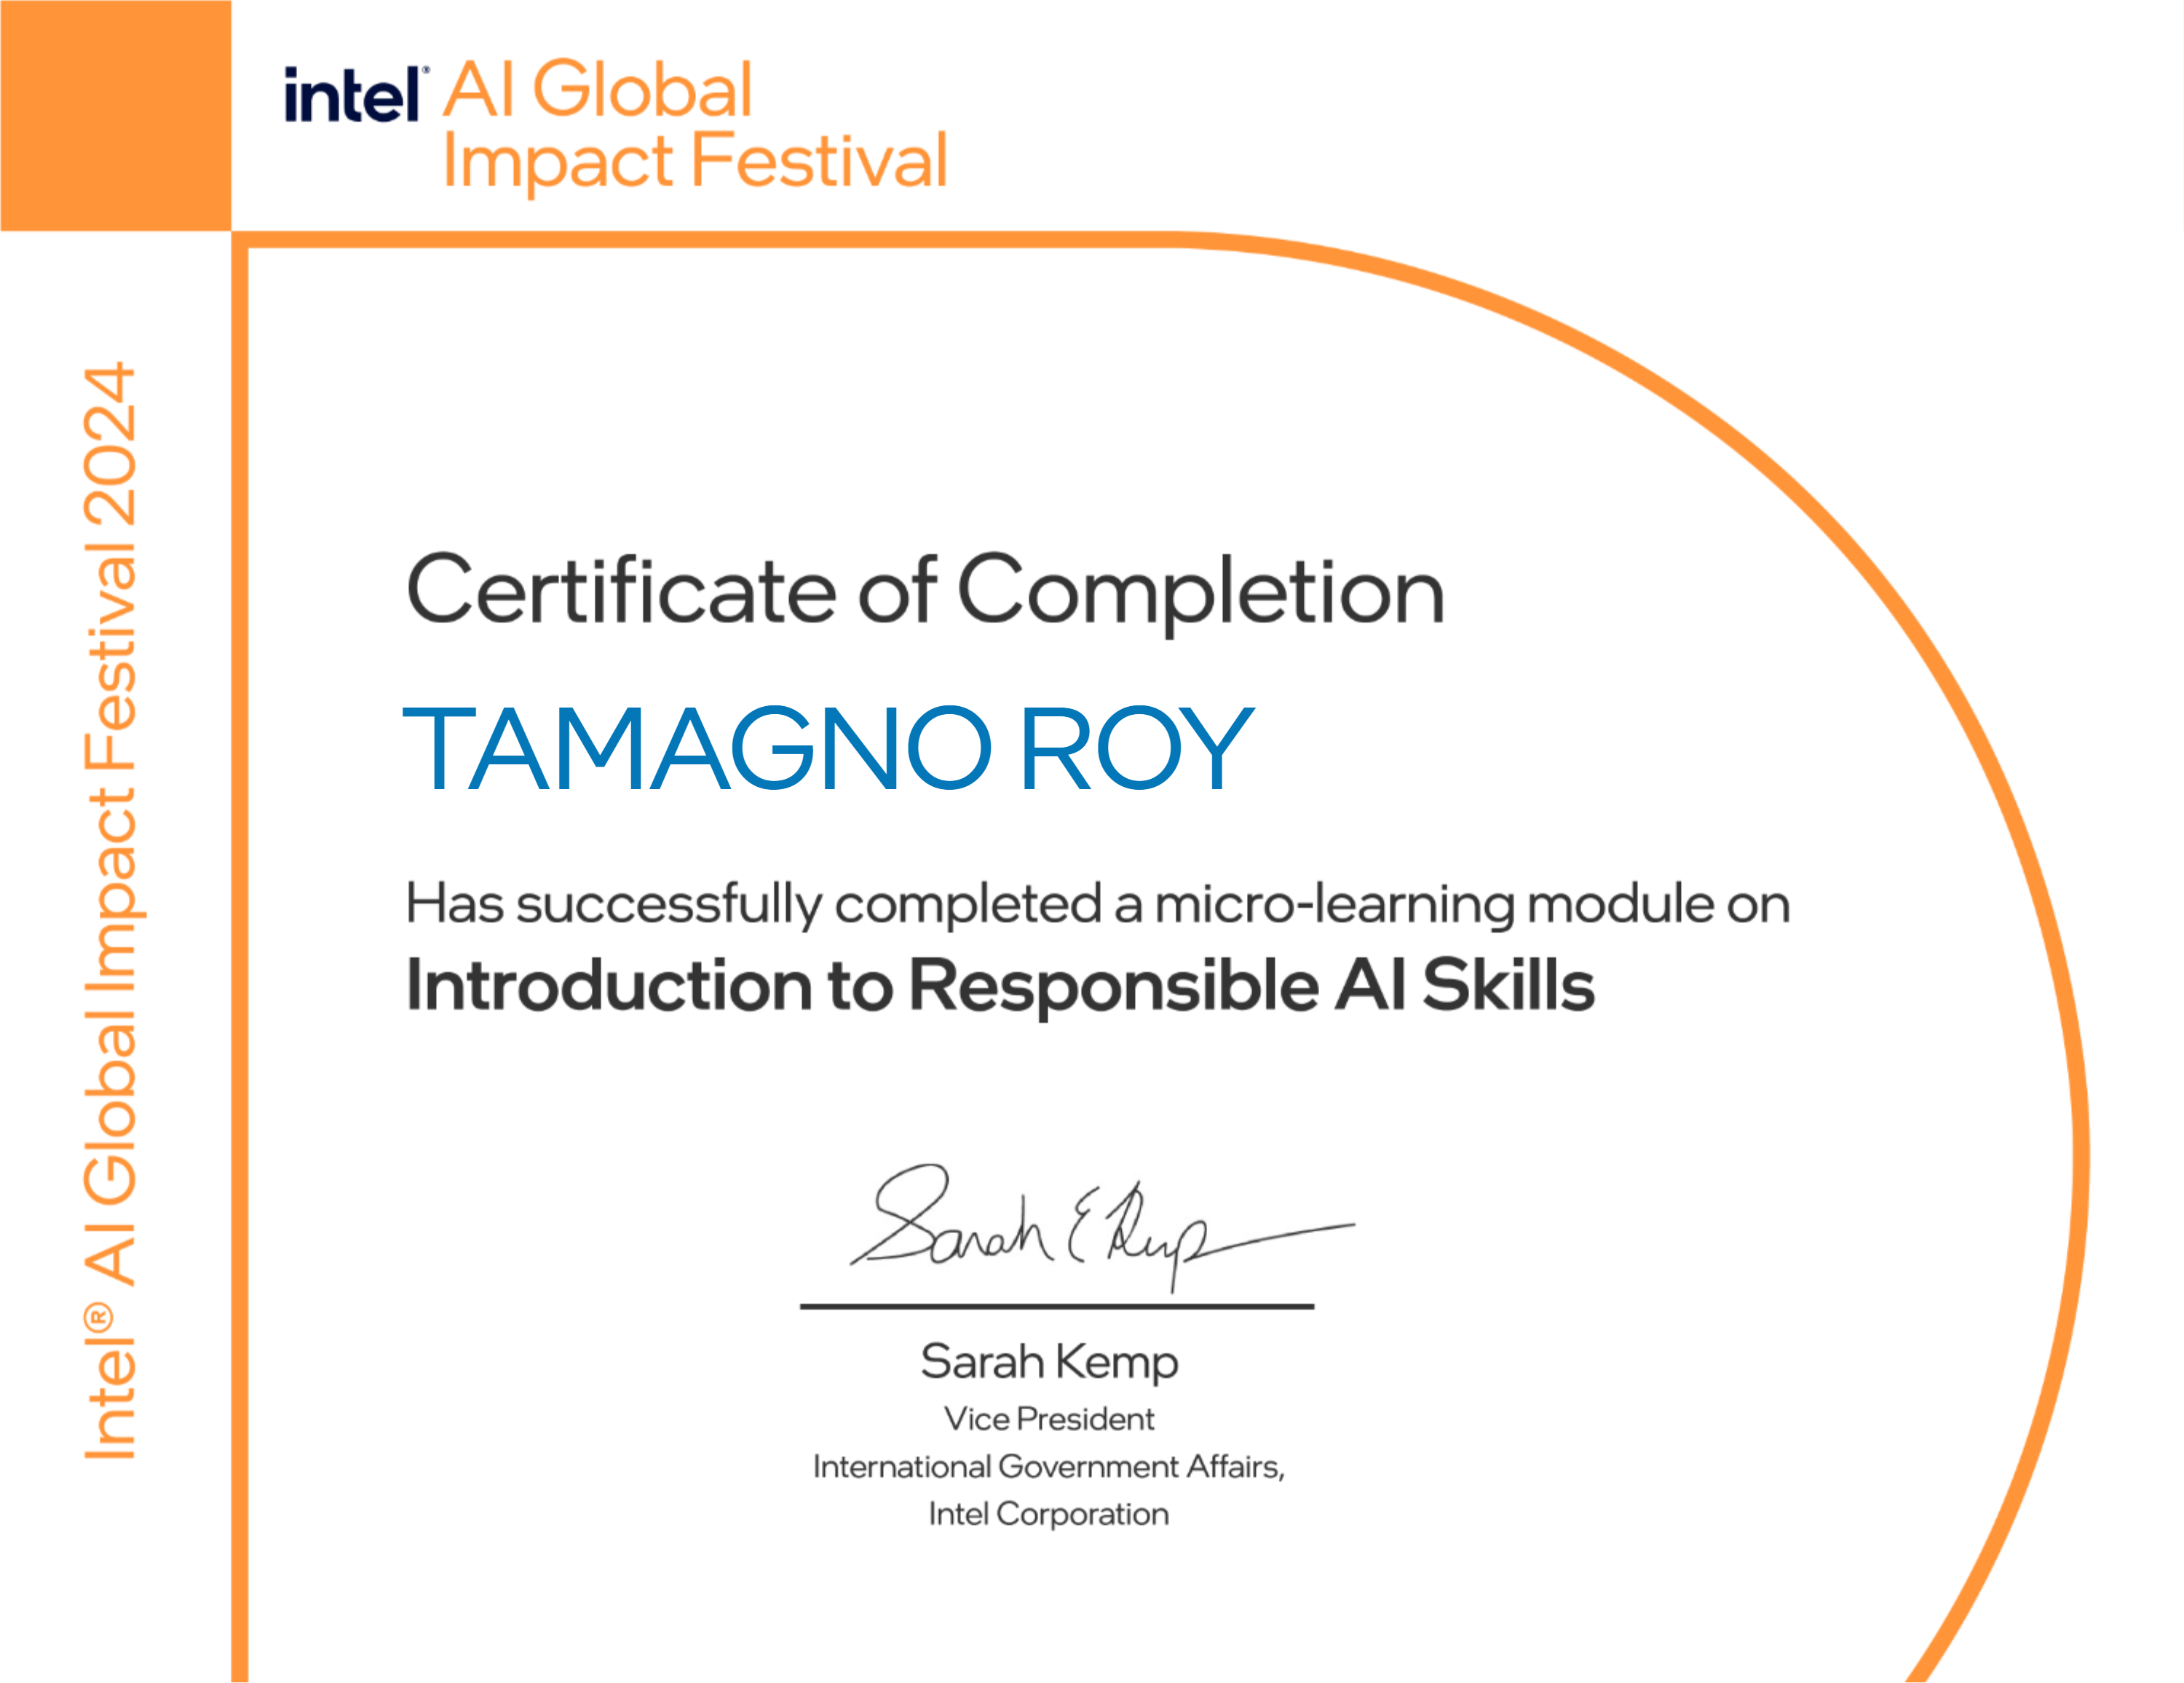 intel® AI Global
Impact Festival
Intel® AI Global Impact Festival 2024
Certificate of Completion
TAMAGNO ROY
Has successfully completed a micro-learning module on
Introduction to Responsible AI Skills
Sarah E Kemp
Sarah Kemp
Vice President
International Government Affairs,
Intel Corporation